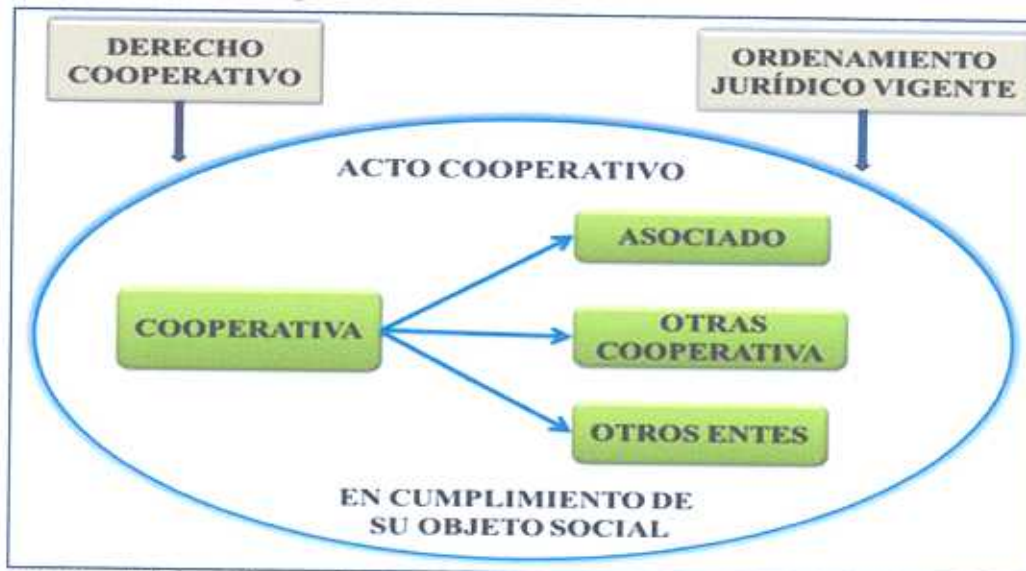 DERECHO
COOPERATIVO
ORDENAMIENTO
JURÍDICO VIGENTE
ACTO COOPERATIVO
ASOCIADO
COOPERATIVA
OTRAS
COOPERATIVA
OTROS ENTES
EN CUMPLIMIENTO DE
SU OBJETO SOCIAL